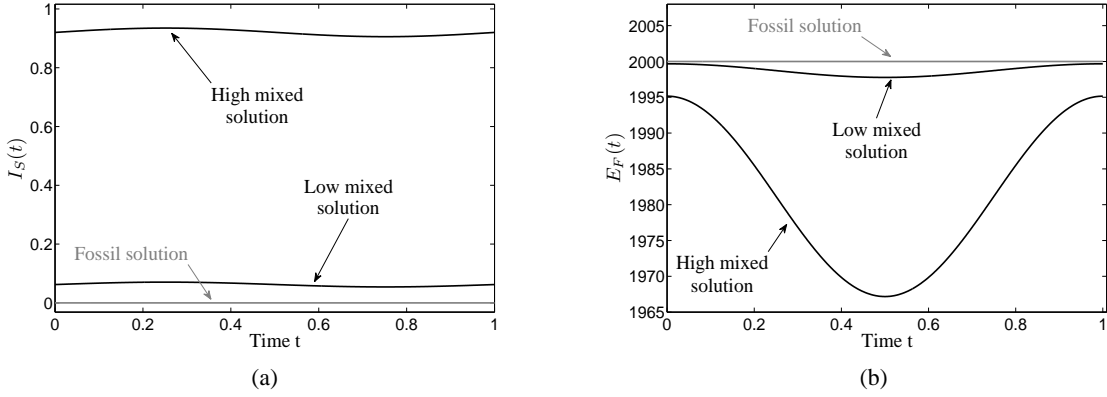 1
0.8
0.6
0.4
0.2
0
I_S(t)
High mixed
solution
Low mixed
solution
Fossil solution
0 0.2 0.4 0.6 0.8 1
Time t
(a)
2005
2000
1995
1990
1985
1980
1975
1970
1965
E_F(t)
Fossil solution
Low mixed
solution
High mixed
solution
0 0.2 0.4 0.6 0.8 1
Time t
(b)